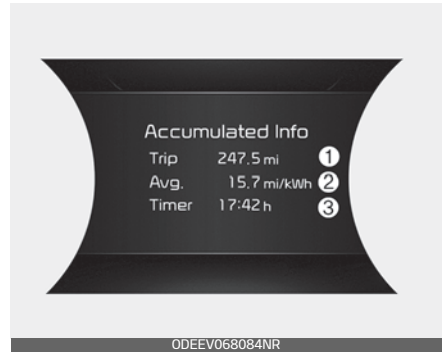 Accumulated Info
Trip 247.5 mi ①
Avg. 15.7 mi/kWh ②
Timer 17:42 h ③
ODEEV068084NR